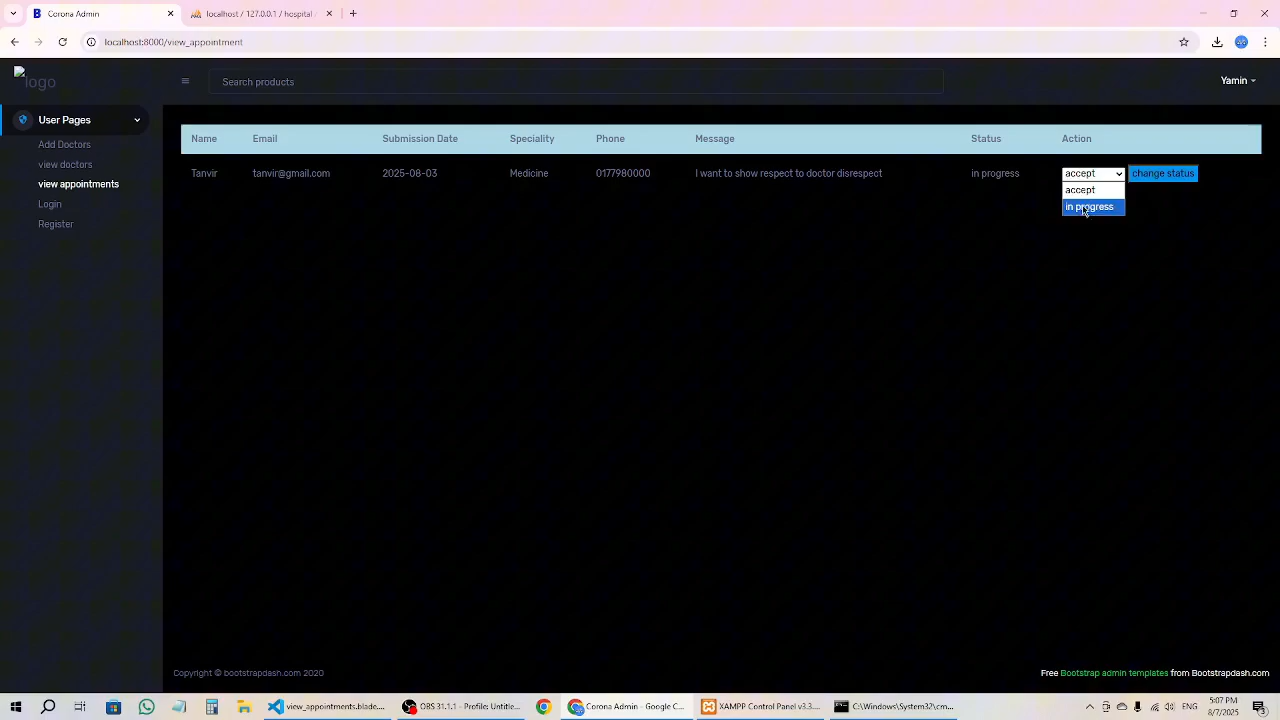 Corona Admin
localhost / 127.0.0.1 / hospital
localhost:8000/view_appointment
logo
Search products
Yamin
User Pages
Add Doctors
view doctors
view appointments
Login
Register
Name Email Submission Date Speciality Phone Message Status Action
Tanvir tanvir@gmail.com 2025-08-03 Medicine 0177980000 I want to show respect to doctor disrespect in progress accept change status
accept
in progress
Copyright © bootstrapdash.com 2020
Free Bootstrap admin templates from Bootstrapdash.com
view_appointments.blade...
OBS 31.1.1 - Profile: Untitle...
Corona Admin - Google C...
XAMPP Control Panel v3.3...
C:\Windows\System32\cm...
5:07 PM
8/7/2025